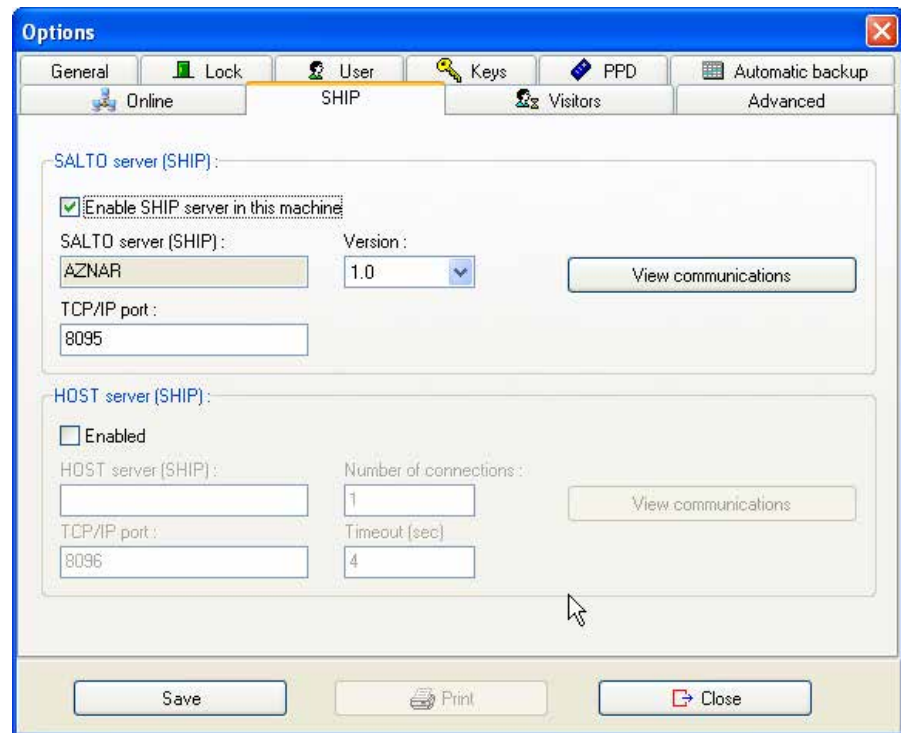 Options
General Lock User Keys PPD Automatic backup
Online SHIP Visitors Advanced
SALTO server (SHIP) :
Enable SHIP server in this machine
SALTO server (SHIP) : Version :
AZNAR 1.0 View communications
TCP/IP port :
8095
HOST server (SHIP) :
Enabled
HOST server (SHIP) : Number of connections :
1 View communications
TCP/IP port : Timeout (sec)
8096 4
Save Print Close